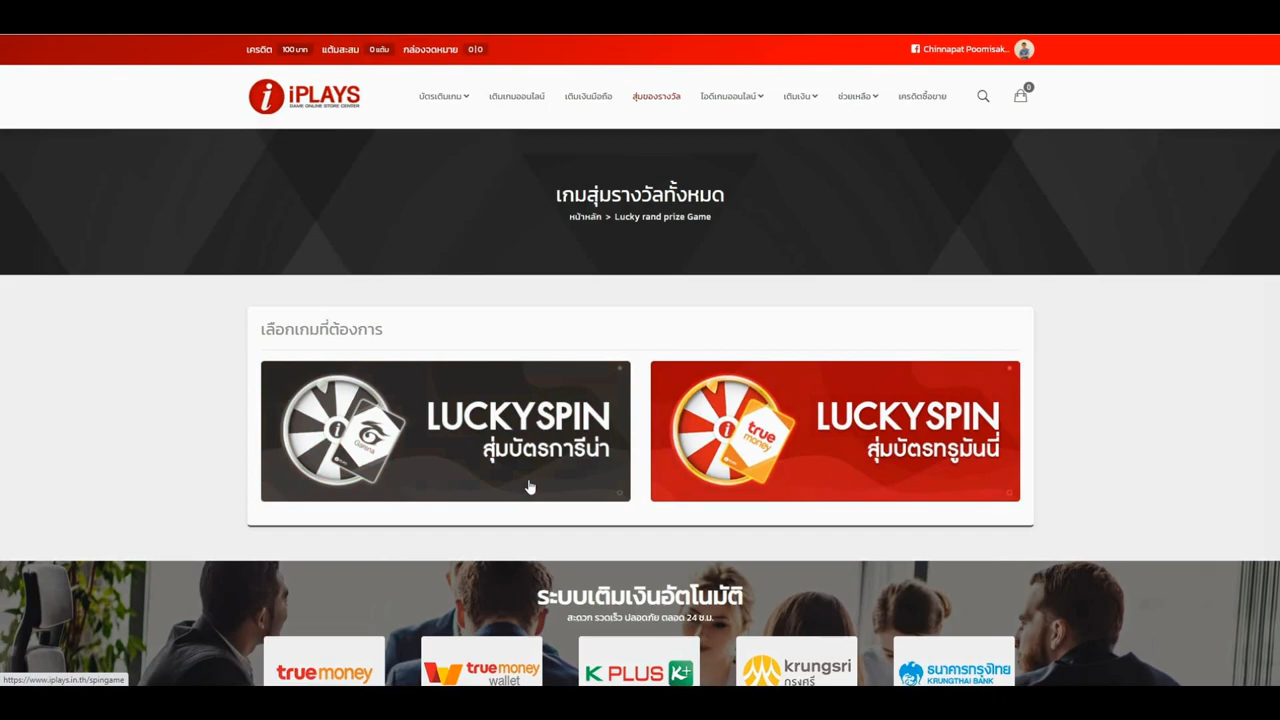 เครดิต 100 บาท แต้มสะสม 0 แต้ม กล่องจดหมาย 0|0 Chinnapat Poomisak..
i iPLAYS
GAME ONLINE STORE CENTER
บัตรเติมเกม เติมเกมออนไลน์ เติมเงินมือถือ สุ่มของรางวัล ไอดีเกมออนไลน์ เติมเงิน ช่วยเหลือ เครดิตซื้อขาย 0
เกมสุ่มรางวัลทั้งหมด
หน้าหลัก > Lucky rand prize Game
เลือกเกมที่ต้องการ
i Garena LUCKYSPIN
สุ่มบัตรการีน่า
i true money LUCKYSPIN
สุ่มบัตรทรูมันนี่
ระบบเติมเงินอัตโนมัติ
สะดวก รวดเร็ว ปลอดภัย ตลอด 24 ช.ม.
truemoney
truemoney wallet
K PLUS K+
krungsri กรุงศรี
ธนาคารกรุงไทย KRUNGTHAI BANK
https://www.iplays.in.th/spingame